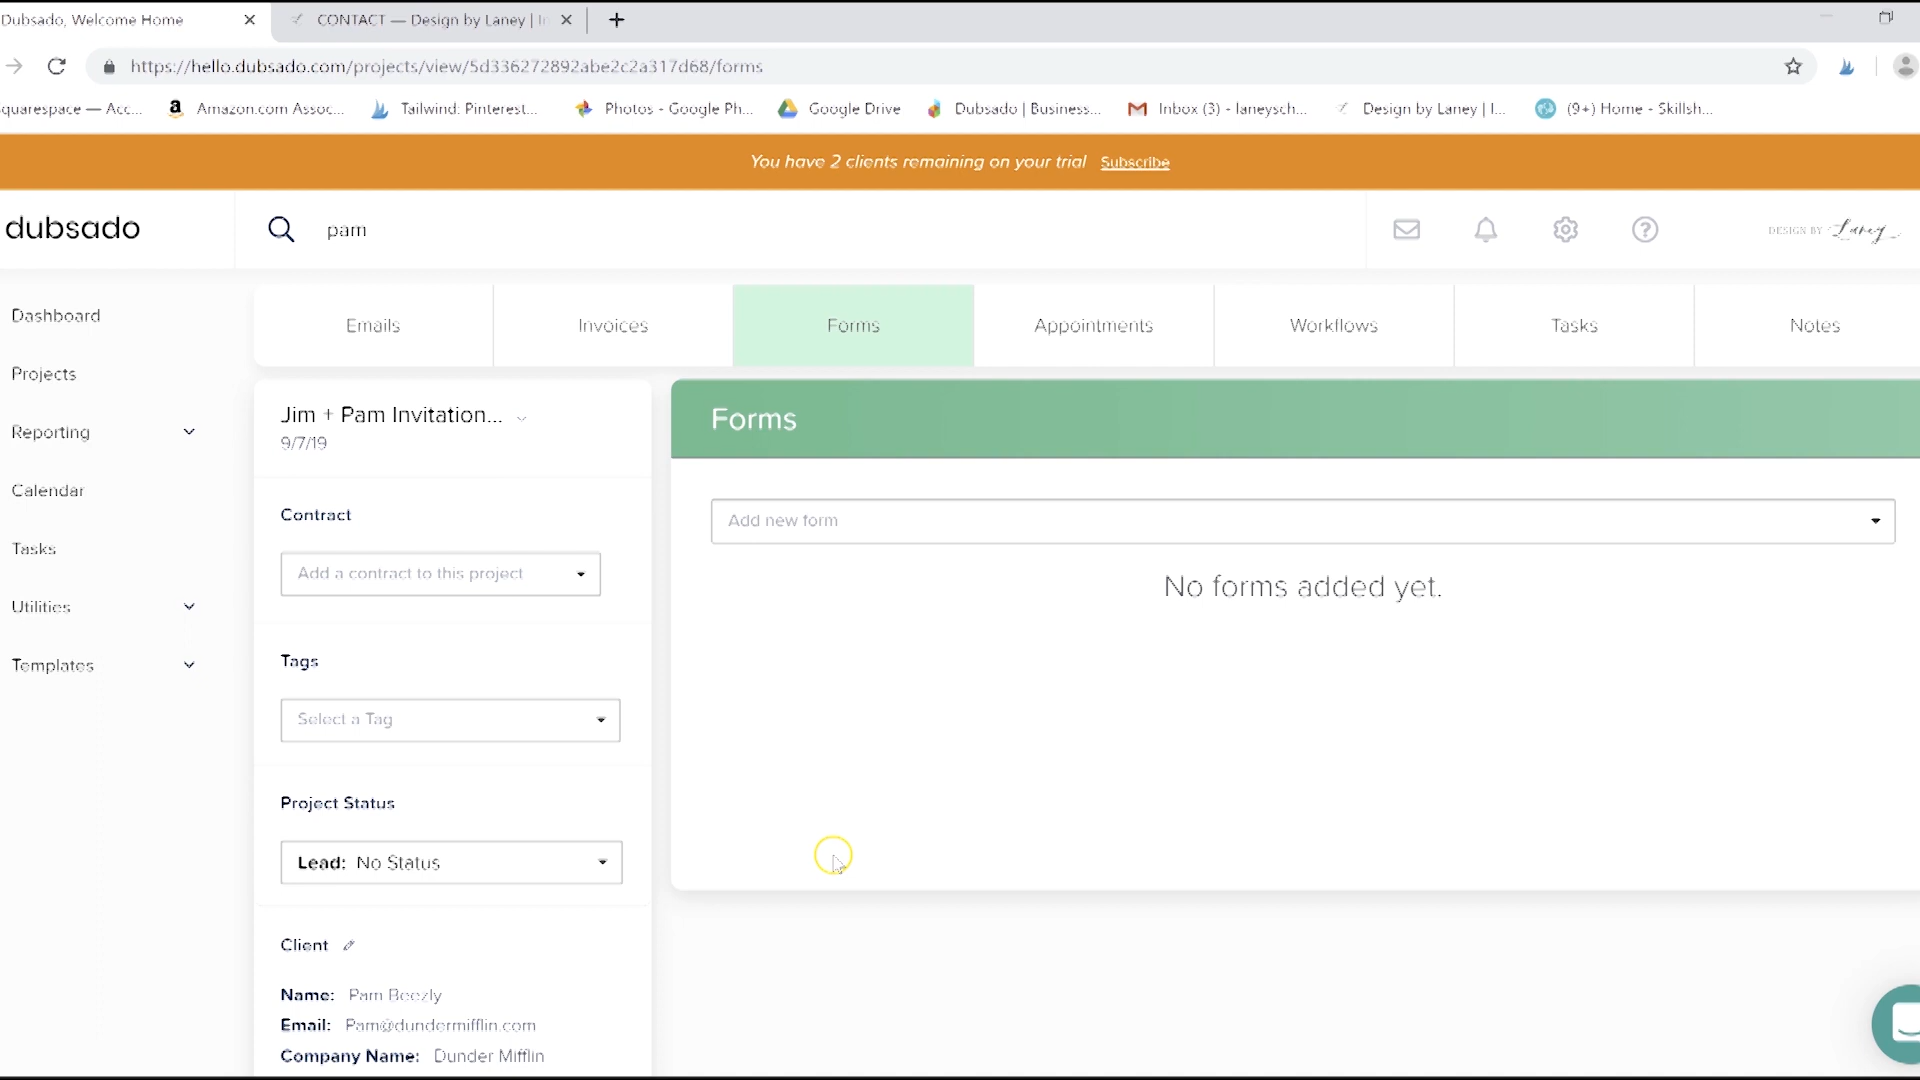 Dubsado, Welcome Home
CONTACT — Design by Laney | In
https://hello.dubsado.com/projects/view/5d336272892abe2c2a317d68/forms
quarespace — Acc...
Amazon.com Assoc...
Tailwind: Pinterest...
Photos - Google Ph...
Google Drive
Dubsado | Business...
Inbox (3) - laneysch...
Design by Laney | I...
(9+) Home - Skillsh...
You have 2 clients remaining on your trial Subscribe
dubsado
pam
DESIGN BY Laney
Dashboard
Projects
Reporting
Calendar
Tasks
Utilities
Templates
Emails
Invoices
Forms
Appointments
Workflows
Tasks
Notes
Jim + Pam Invitation...
9/7/19
Contract
Add a contract to this project
Tags
Select a Tag
Project Status
Lead: No Status
Client
Name: Pam Beezly
Email: Pam@dundermifflin.com
Company Name: Dunder Mifflin
Forms
Add new form
No forms added yet.